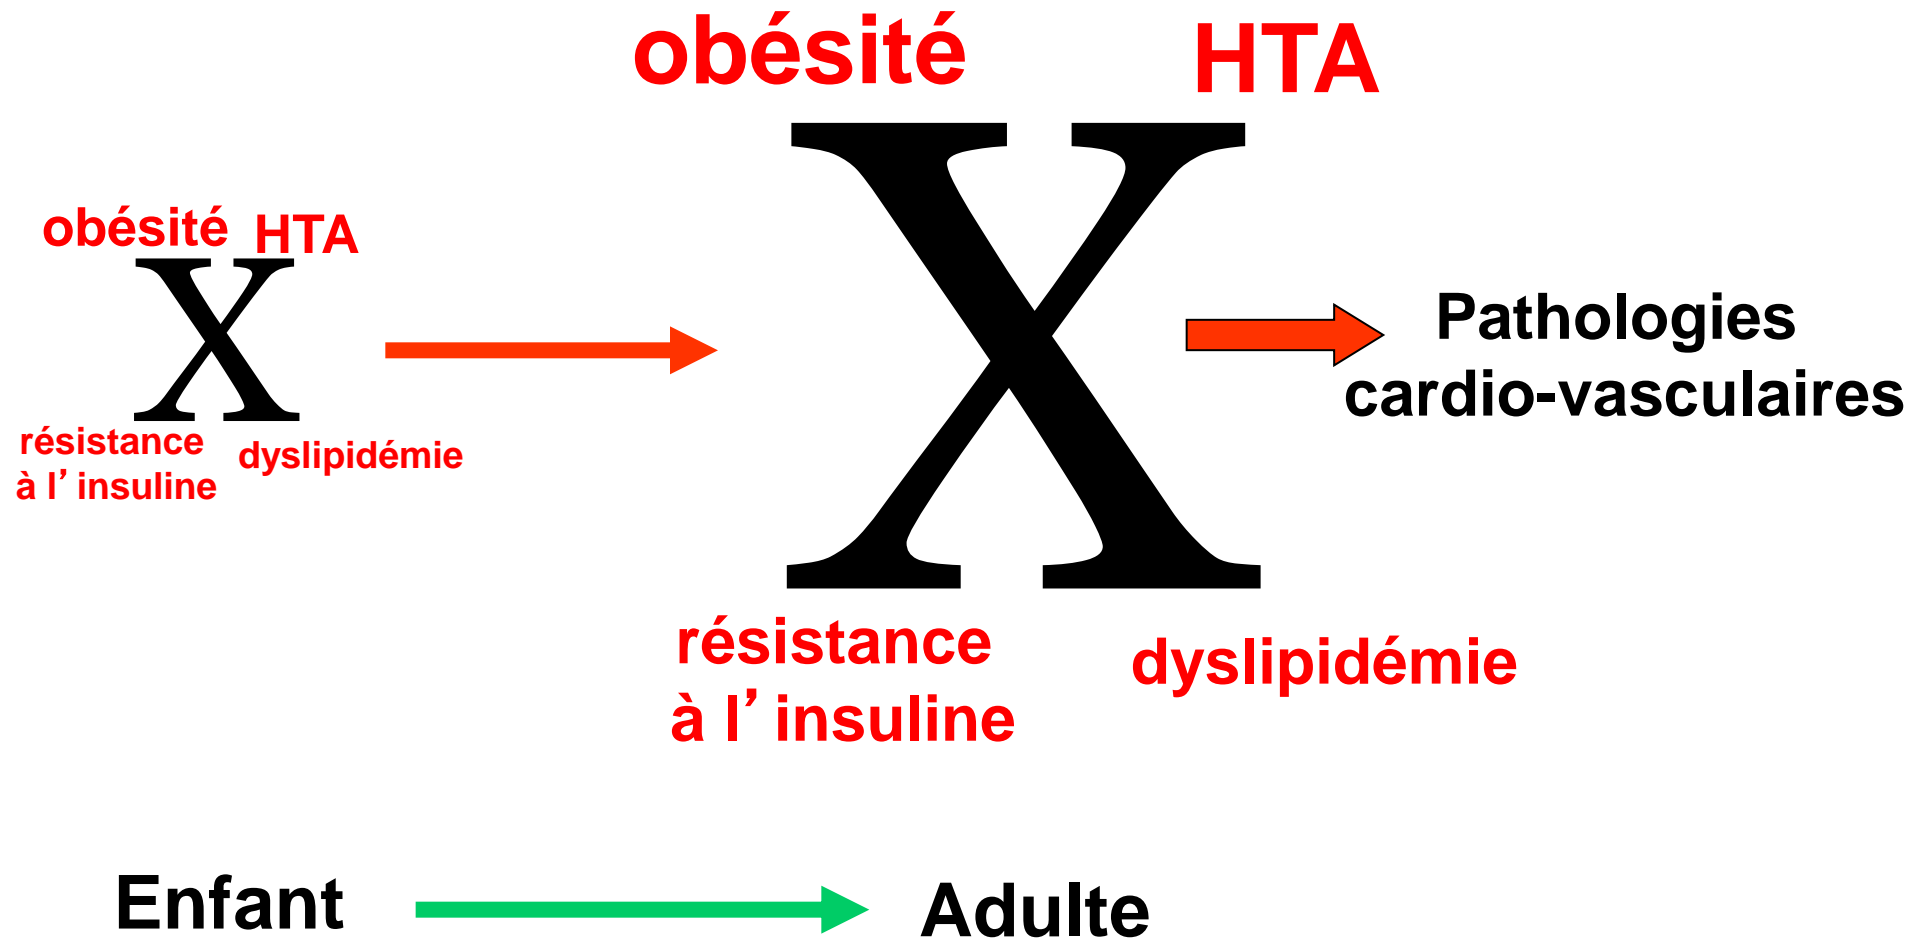 obésité HTA
X
résistance
à l’ insuline
dyslipidémie
obésité HTA
X
résistance
à l’ insuline
dyslipidémie
Pathologies
cardio-vasculaires
Enfant
Adulte